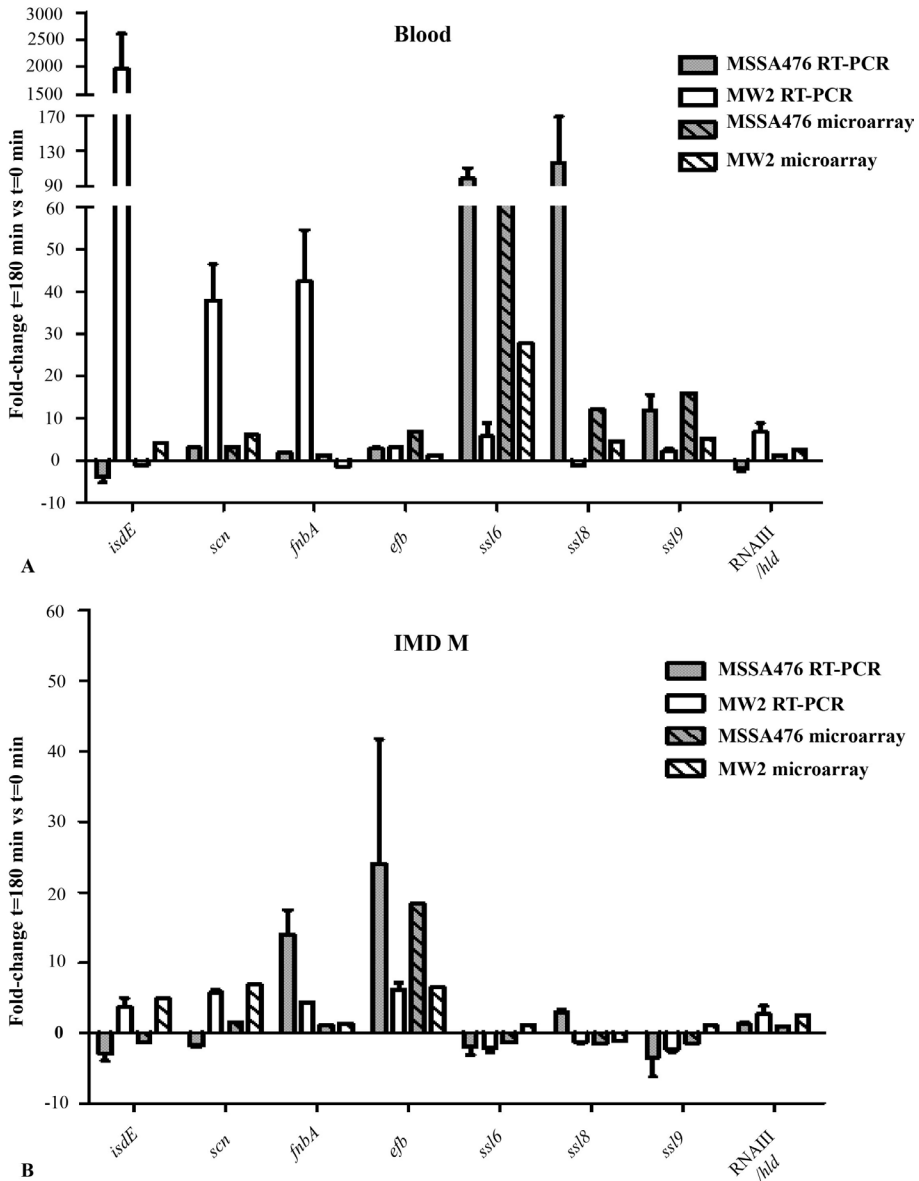 Blood
MSSA476 RT-PCR
MW2 RT-PCR
MSSA476 microarray
MW2 microarray
Fold-change t=180 min vs t=0 min
3000
2500
2000
1500
170
130
90
60
50
40
30
20
10
0
-10
isdE
scn
fnbA
efb
ssl6
ssl8
ssl9
RNAIII
/hld
A
IMD M
MSSA476 RT-PCR
MW2 RT-PCR
MSSA476 microarray
MW2 microarray
Fold-change t=180 min vs t=0 min
60
40
20
10
0
-10
isdE
scn
fnbA
efb
ssl6
ssl8
ssl9
RNAIII
/hld
B